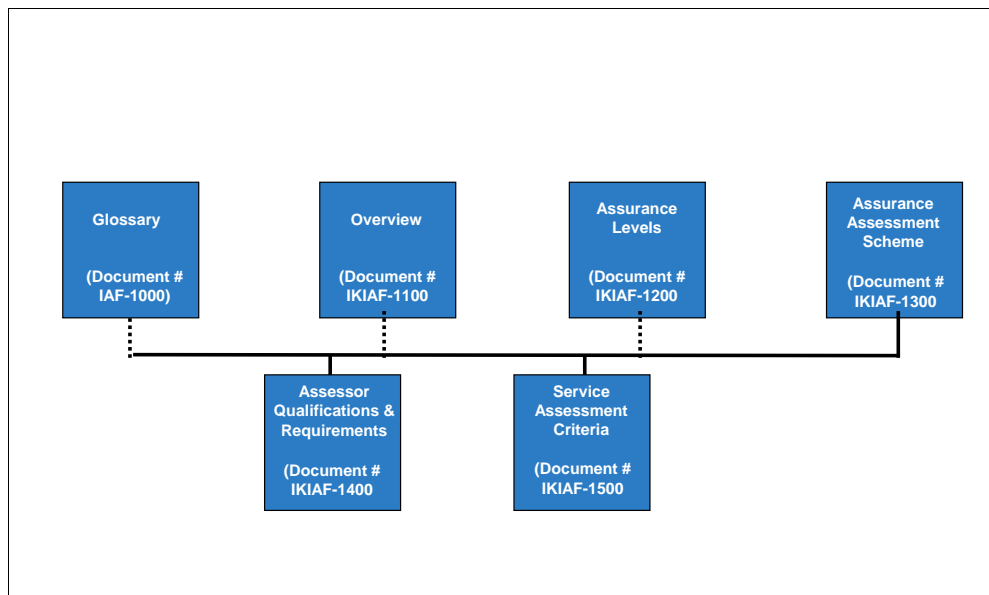 Glossary
(Document #
IAF-1000)
Overview
(Document #
IKIAF-1100
Assurance
Levels
(Document #
IKIAF-1200
Assurance
Assessment
Scheme
(Document #
IKIAF-1300
Assessor
Qualifications &
Requirements
(Document #
IKIAF-1400
Service
Assessment
Criteria
(Document #
IKIAF-1500